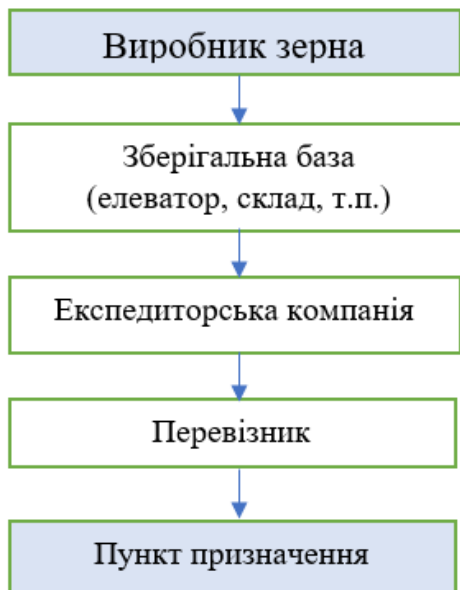 Виробник зерна
Зберігальна база
(елеватор, склад, т.п.)
Експедиторська компанія
Перевізник
Пункт призначення